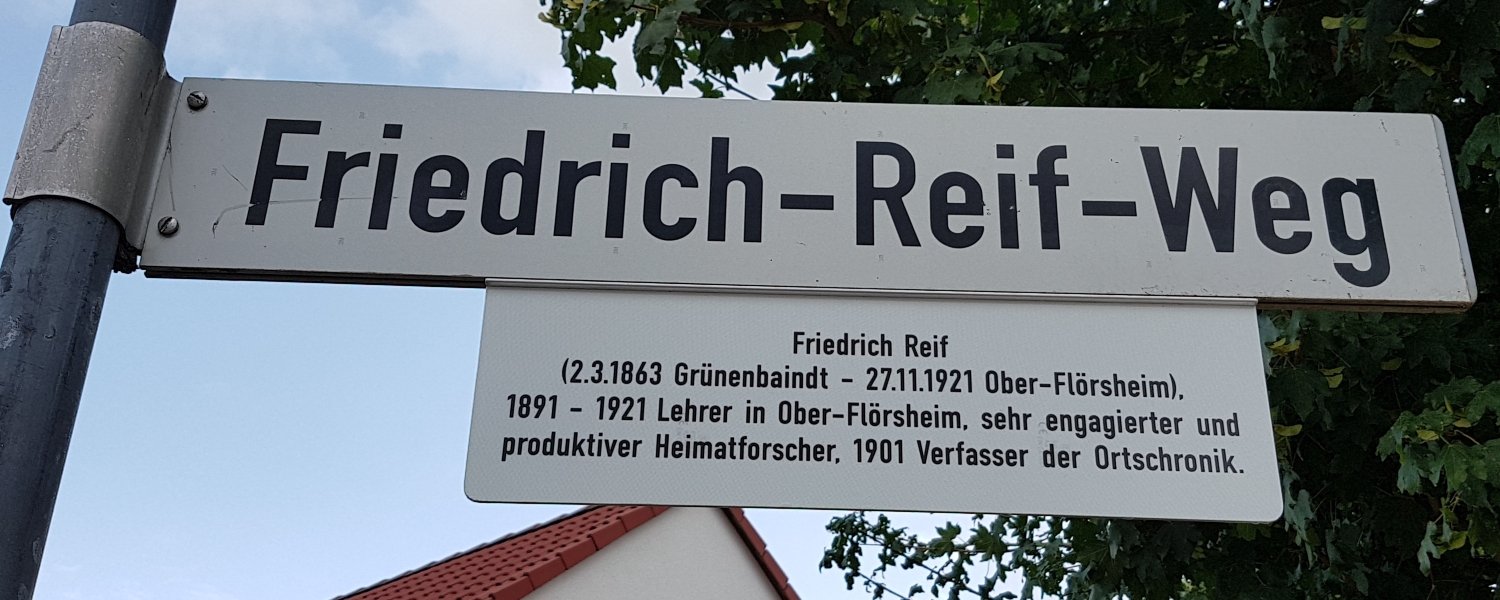 Friedrich-Reif-Weg
Friedrich Reif
(2.3.1863 Grünenbaindt - 27.11.1921 Ober-Flörsheim),
1891 - 1921 Lehrer in Ober-Flörsheim, sehr engagierter und
produktiver Heimatforscher, 1901 Verfasser der Ortschronik.